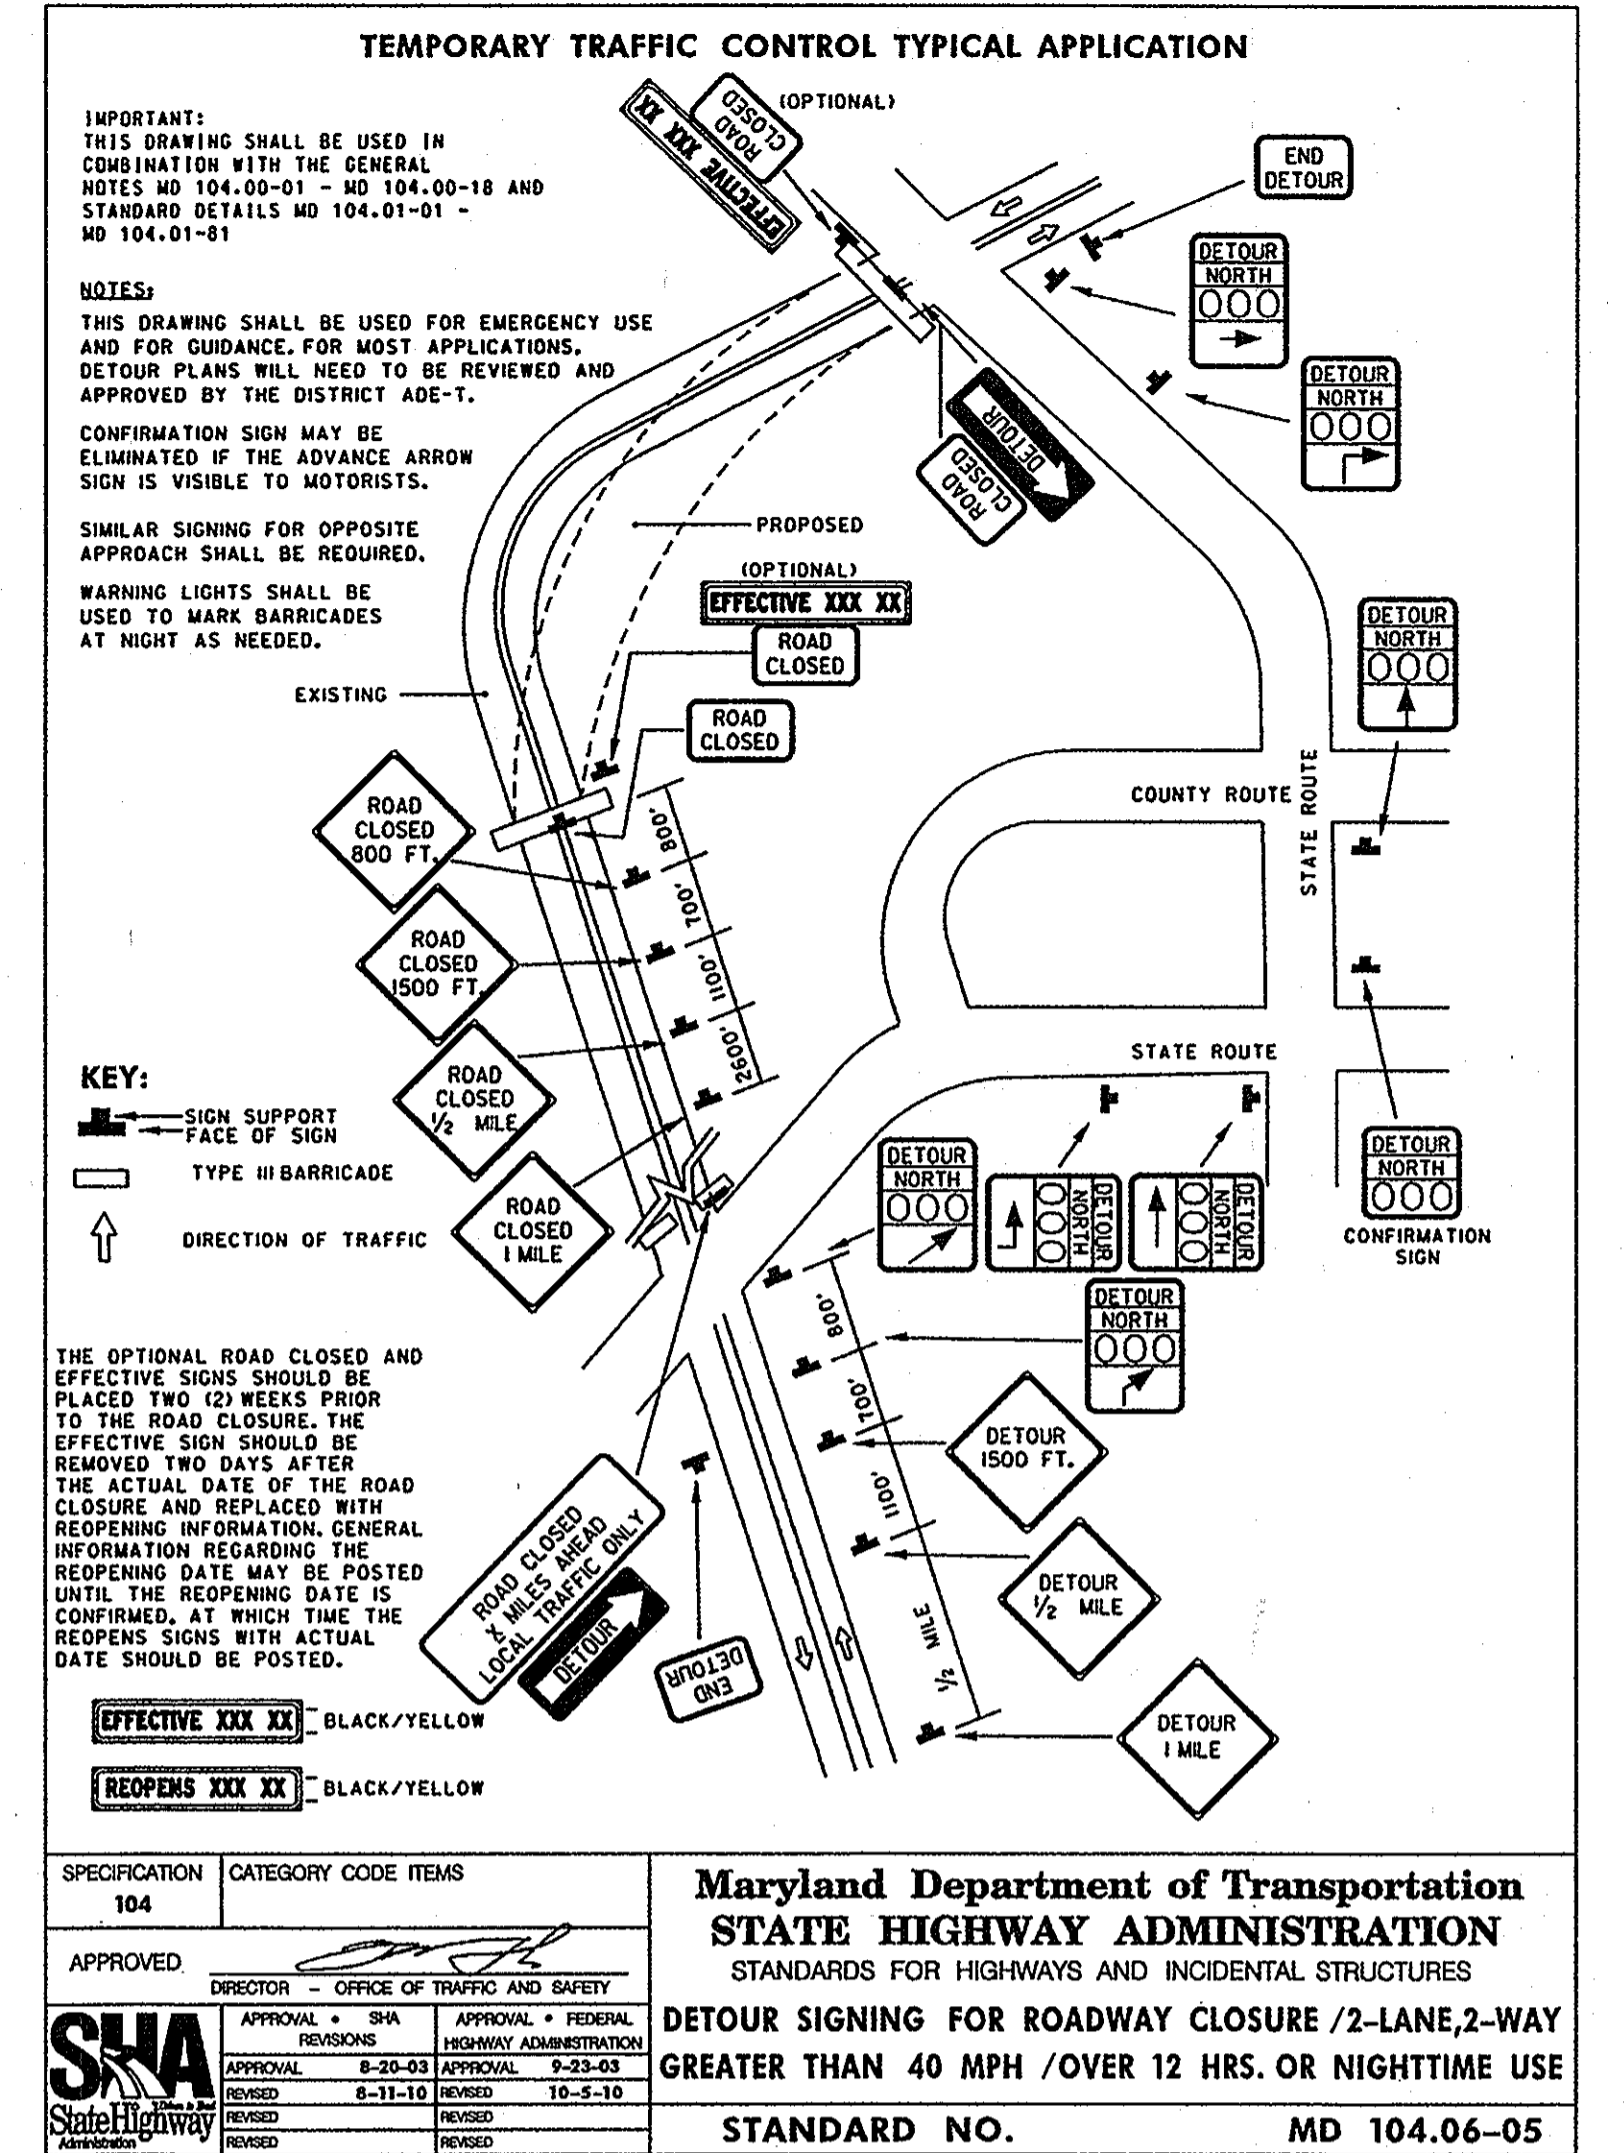 TEMPORARY TRAFFIC CONTROL TYPICAL APPLICATION
IMPORTANT:
THIS DRAWING SHALL BE USED IN
COMBINATION WITH THE GENERAL
NOTES MD 104.00-01 - MD 104.00-18 AND
STANDARD DETAILS MD 104.01-01 -
MD 104.01-81
NOTES:
THIS DRAWING SHALL BE USED FOR EMERGENCY USE
AND FOR GUIDANCE. FOR MOST APPLICATIONS,
DETOUR PLANS WILL NEED TO BE REVIEWED AND
APPROVED BY THE DISTRICT ADE-T.
CONFIRMATION SIGN MAY BE
ELIMINATED IF THE ADVANCE ARROW
SIGN IS VISIBLE TO MOTORISTS.
SIMILAR SIGNING FOR OPPOSITE
APPROACH SHALL BE REQUIRED.
WARNING LIGHTS SHALL BE
USED TO MARK BARRICADES
AT NIGHT AS NEEDED.
ROAD
CLOSED
(OPTIONAL)
EFFECTIVE XXX XX
END
DETOUR
DETOUR
NORTH
000
DETOUR
NORTH
000
DETOUR
ROAD
CLOSED
PROPOSED
(OPTIONAL)
EFFECTIVE XXX XX
ROAD
CLOSED
EXISTING
ROAD
CLOSED
DETOUR
NORTH
000
COUNTY ROUTE
STATE ROUTE
ROAD
CLOSED
800 FT.
ROAD
CLOSED
1500 FT.
ROAD
CLOSED
1/2 MILE
ROAD
CLOSED
1 MILE
800'
700'
1100'
2600'
STATE ROUTE
KEY:
SIGN SUPPORT
FACE OF SIGN
TYPE III BARRICADE
DIRECTION OF TRAFFIC
DETOUR
NORTH
000
DETOUR
NORTH
000
DETOUR
NORTH
000
DETOUR
NORTH
000
CONFIRMATION
SIGN
DETOUR
NORTH
000
800'
700'
1100'
1/2 MILE
DETOUR
1500 FT.
DETOUR
1/2 MILE
DETOUR
1 MILE
THE OPTIONAL ROAD CLOSED AND
EFFECTIVE SIGNS SHOULD BE
PLACED TWO (2) WEEKS PRIOR
TO THE ROAD CLOSURE. THE
EFFECTIVE SIGN SHOULD BE
REMOVED TWO DAYS AFTER
THE ACTUAL DATE OF THE ROAD
CLOSURE AND REPLACED WITH
REOPENING INFORMATION. GENERAL
INFORMATION REGARDING THE
REOPENING DATE MAY BE POSTED
UNTIL THE REOPENING DATE IS
CONFIRMED. AT WHICH TIME THE
REOPENS SIGNS WITH ACTUAL
DATE SHOULD BE POSTED.
ROAD CLOSED
X MILES AHEAD
LOCAL TRAFFIC ONLY
DETOUR
END
DETOUR
EFFECTIVE XXX XX
BLACK/YELLOW
REOPENS XXX XX
BLACK/YELLOW
SPECIFICATION
104
CATEGORY CODE ITEMS
APPROVED
DIRECTOR - OFFICE OF TRAFFIC AND SAFETY
SHA
State Highway
Administration
APPROVAL • SHA
REVISIONS
APPROVAL • FEDERAL
HIGHWAY ADMINISTRATION
APPROVAL 8-20-03 APPROVAL 9-23-03
REVISED 8-11-10 REVISED 10-5-10
REVISED REVISED
REVISED REVISED
Maryland Department of Transportation
STATE HIGHWAY ADMINISTRATION
STANDARDS FOR HIGHWAYS AND INCIDENTAL STRUCTURES
DETOUR SIGNING FOR ROADWAY CLOSURE /2-LANE,2-WAY
GREATER THAN 40 MPH /OVER 12 HRS. OR NIGHTTIME USE
STANDARD NO. MD 104.06-05